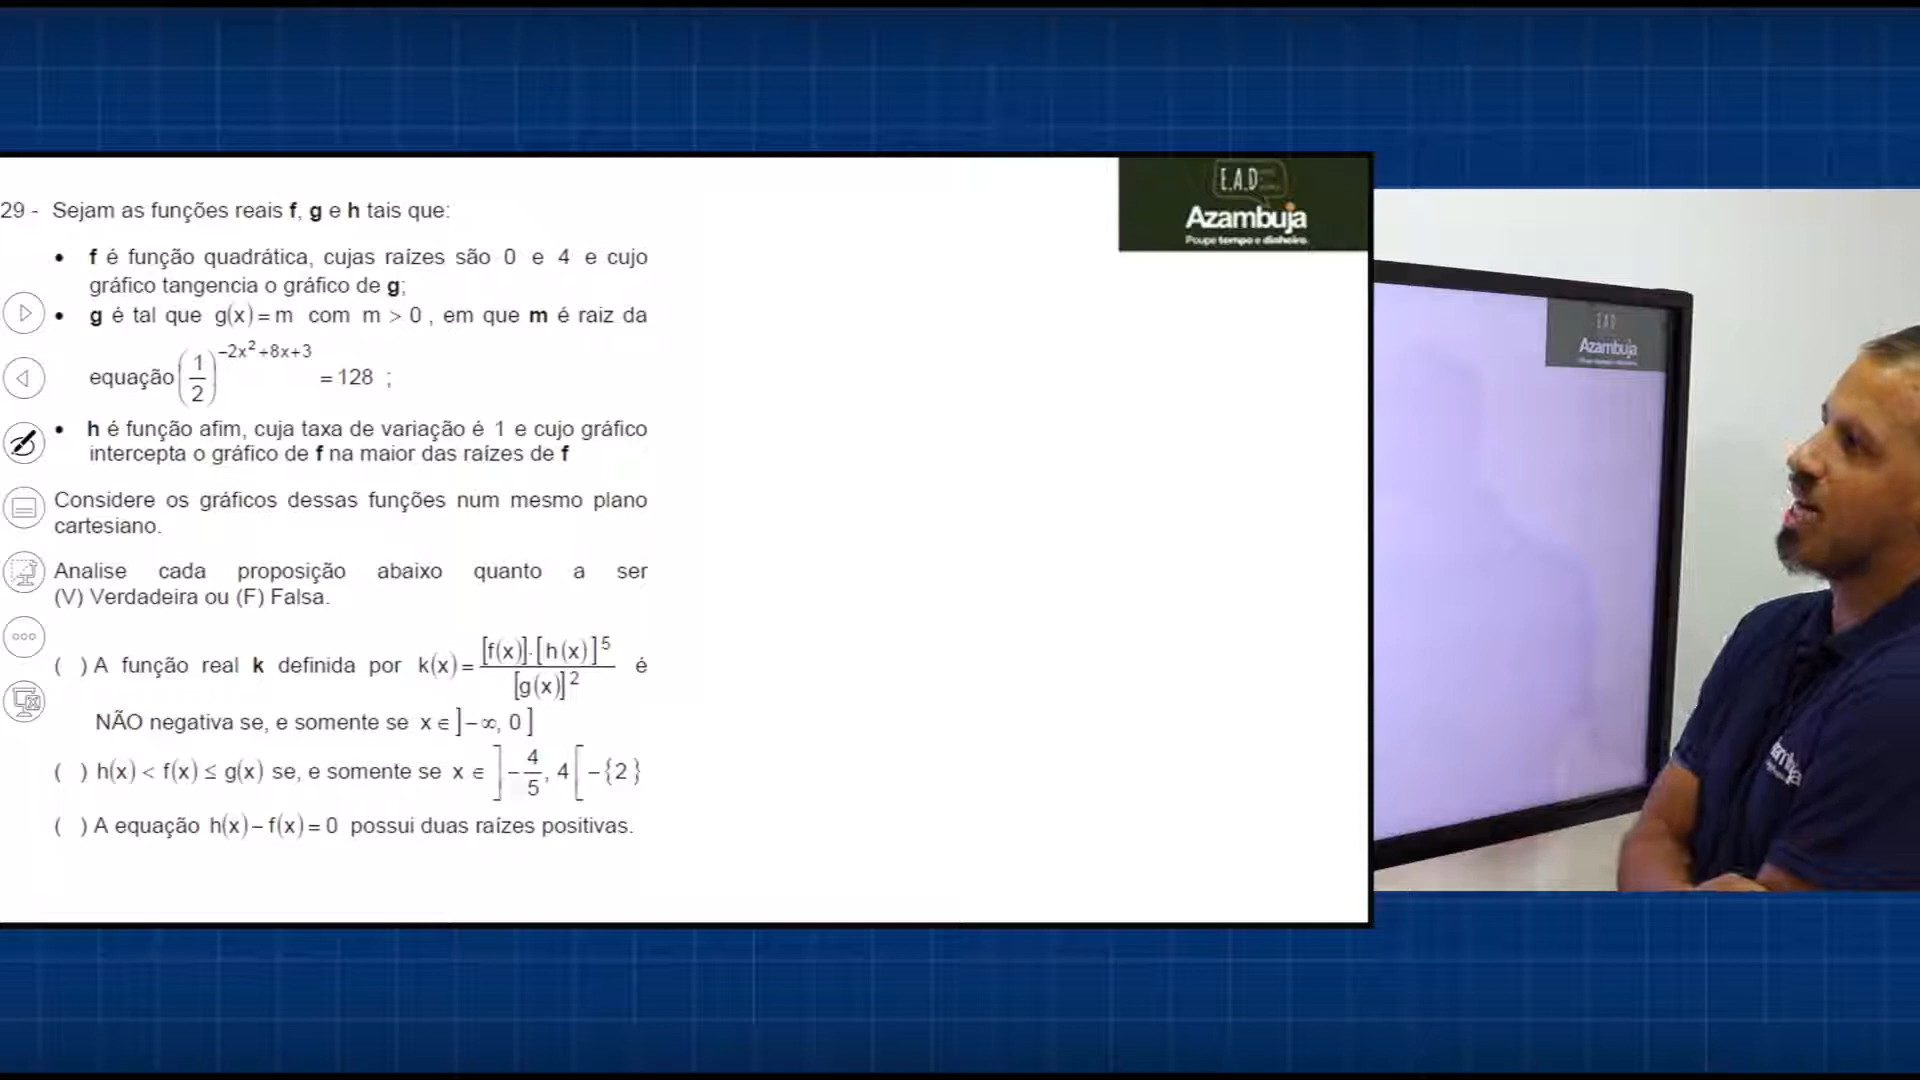 E.A.D
Azambuja
Poupe tempo e dinheiro.
29 - Sejam as funções reais f, g e h tais que:
• f é função quadrática, cujas raízes são 0 e 4 e cujo
gráfico tangencia o gráfico de g;
• g é tal que g(x) = m com m > 0 , em que m é raiz da
equação (1/2)^(-2x²+8x+3) = 128 ;
• h é função afim, cuja taxa de variação é 1 e cujo gráfico
intercepta o gráfico de f na maior das raízes de f
Considere os gráficos dessas funções num mesmo plano
cartesiano.
Analise cada proposição abaixo quanto a ser
(V) Verdadeira ou (F) Falsa.
( ) A função real k definida por k(x) = [f(x)]·[h(x)]⁵ / [g(x)]² é
NÃO negativa se, e somente se x ∈ ]-∞, 0]
( ) h(x) < f(x) ≤ g(x) se, e somente se x ∈ ]-4/5, 4[ - {2}
( ) A equação h(x) - f(x) = 0 possui duas raízes positivas.
EAD
Azambuja